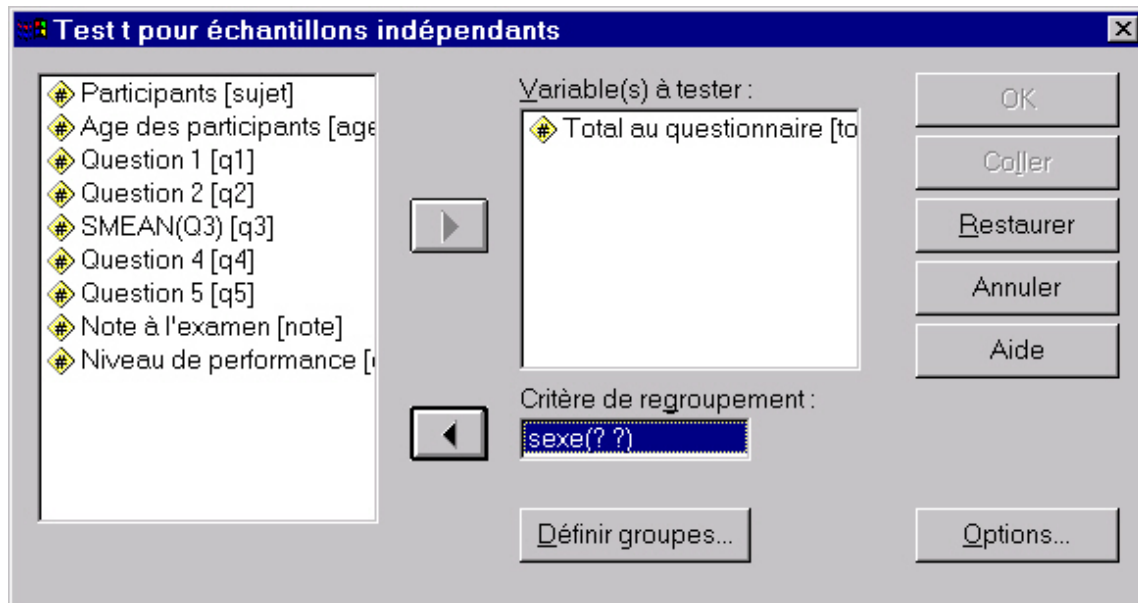 Test t pour échantillons indépendants
# Participants [sujet]
# Age des participants [age
# Question 1 [q1]
# Question 2 [q2]
# SMEAN(Q3) [q3]
# Question 4 [q4]
# Question 5 [q5]
# Note à l'examen [note]
# Niveau de performance [
Variable(s) à tester :
# Total au questionnaire [to
Critère de regroupement :
sexe(? ?)
Définir groupes...
OK
Coller
Restaurer
Annuler
Aide
Options...